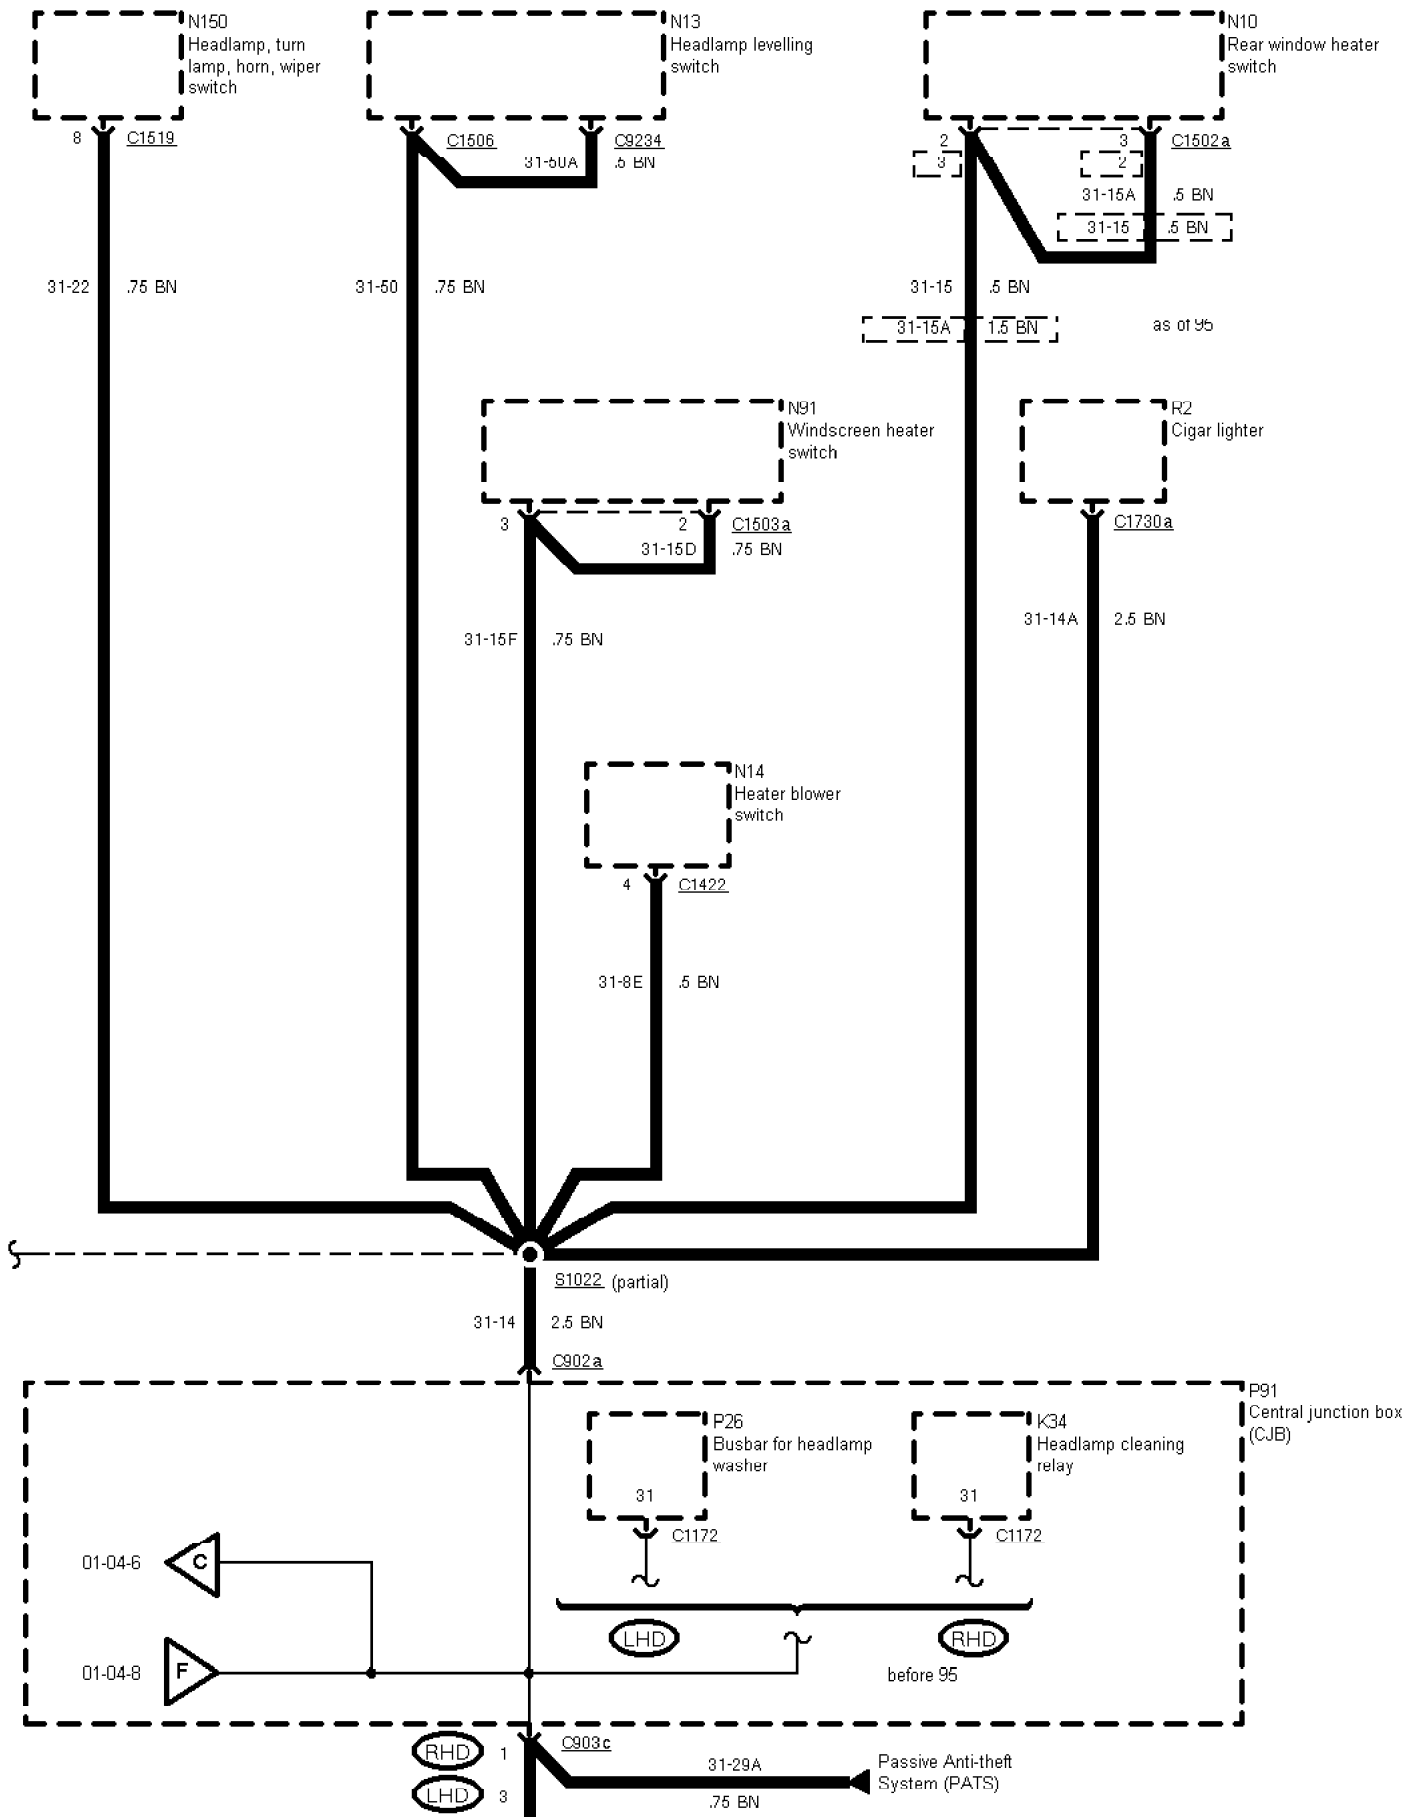 N150
Headlamp, turn
lamp, horn, wiper
switch
N13
Headlamp levelling
switch
N10
Rear window heater
switch
8 C1519
C1506
C9234
31-50A .5 BN
2
3 C1502a
3
2
31-15A .5 BN
31-15 .5 BN
31-22 .75 BN
31-50 .75 BN
31-15 .5 BN
31-15A 1.5 BN
as of 95
N91
Windscreen heater
switch
R2
Cigar lighter
3
2 C1503a
C1730a
31-15D .75 BN
31-15F .75 BN
31-14A 2.5 BN
N14
Heater blower
switch
4 C1422
31-8E .5 BN
S1022 (partial)
31-14 2.5 BN
C902a
P91
Central junction box
(CJB)
P26
Busbar for headlamp
washer
K34
Headlamp cleaning
relay
31
31
C1172
C1172
01-04-6 C
LHD
RHD
01-04-8 F
before 95
RHD 1 C903c
LHD 3
31-29A
.75 BN
Passive Anti-theft
System (PATS)